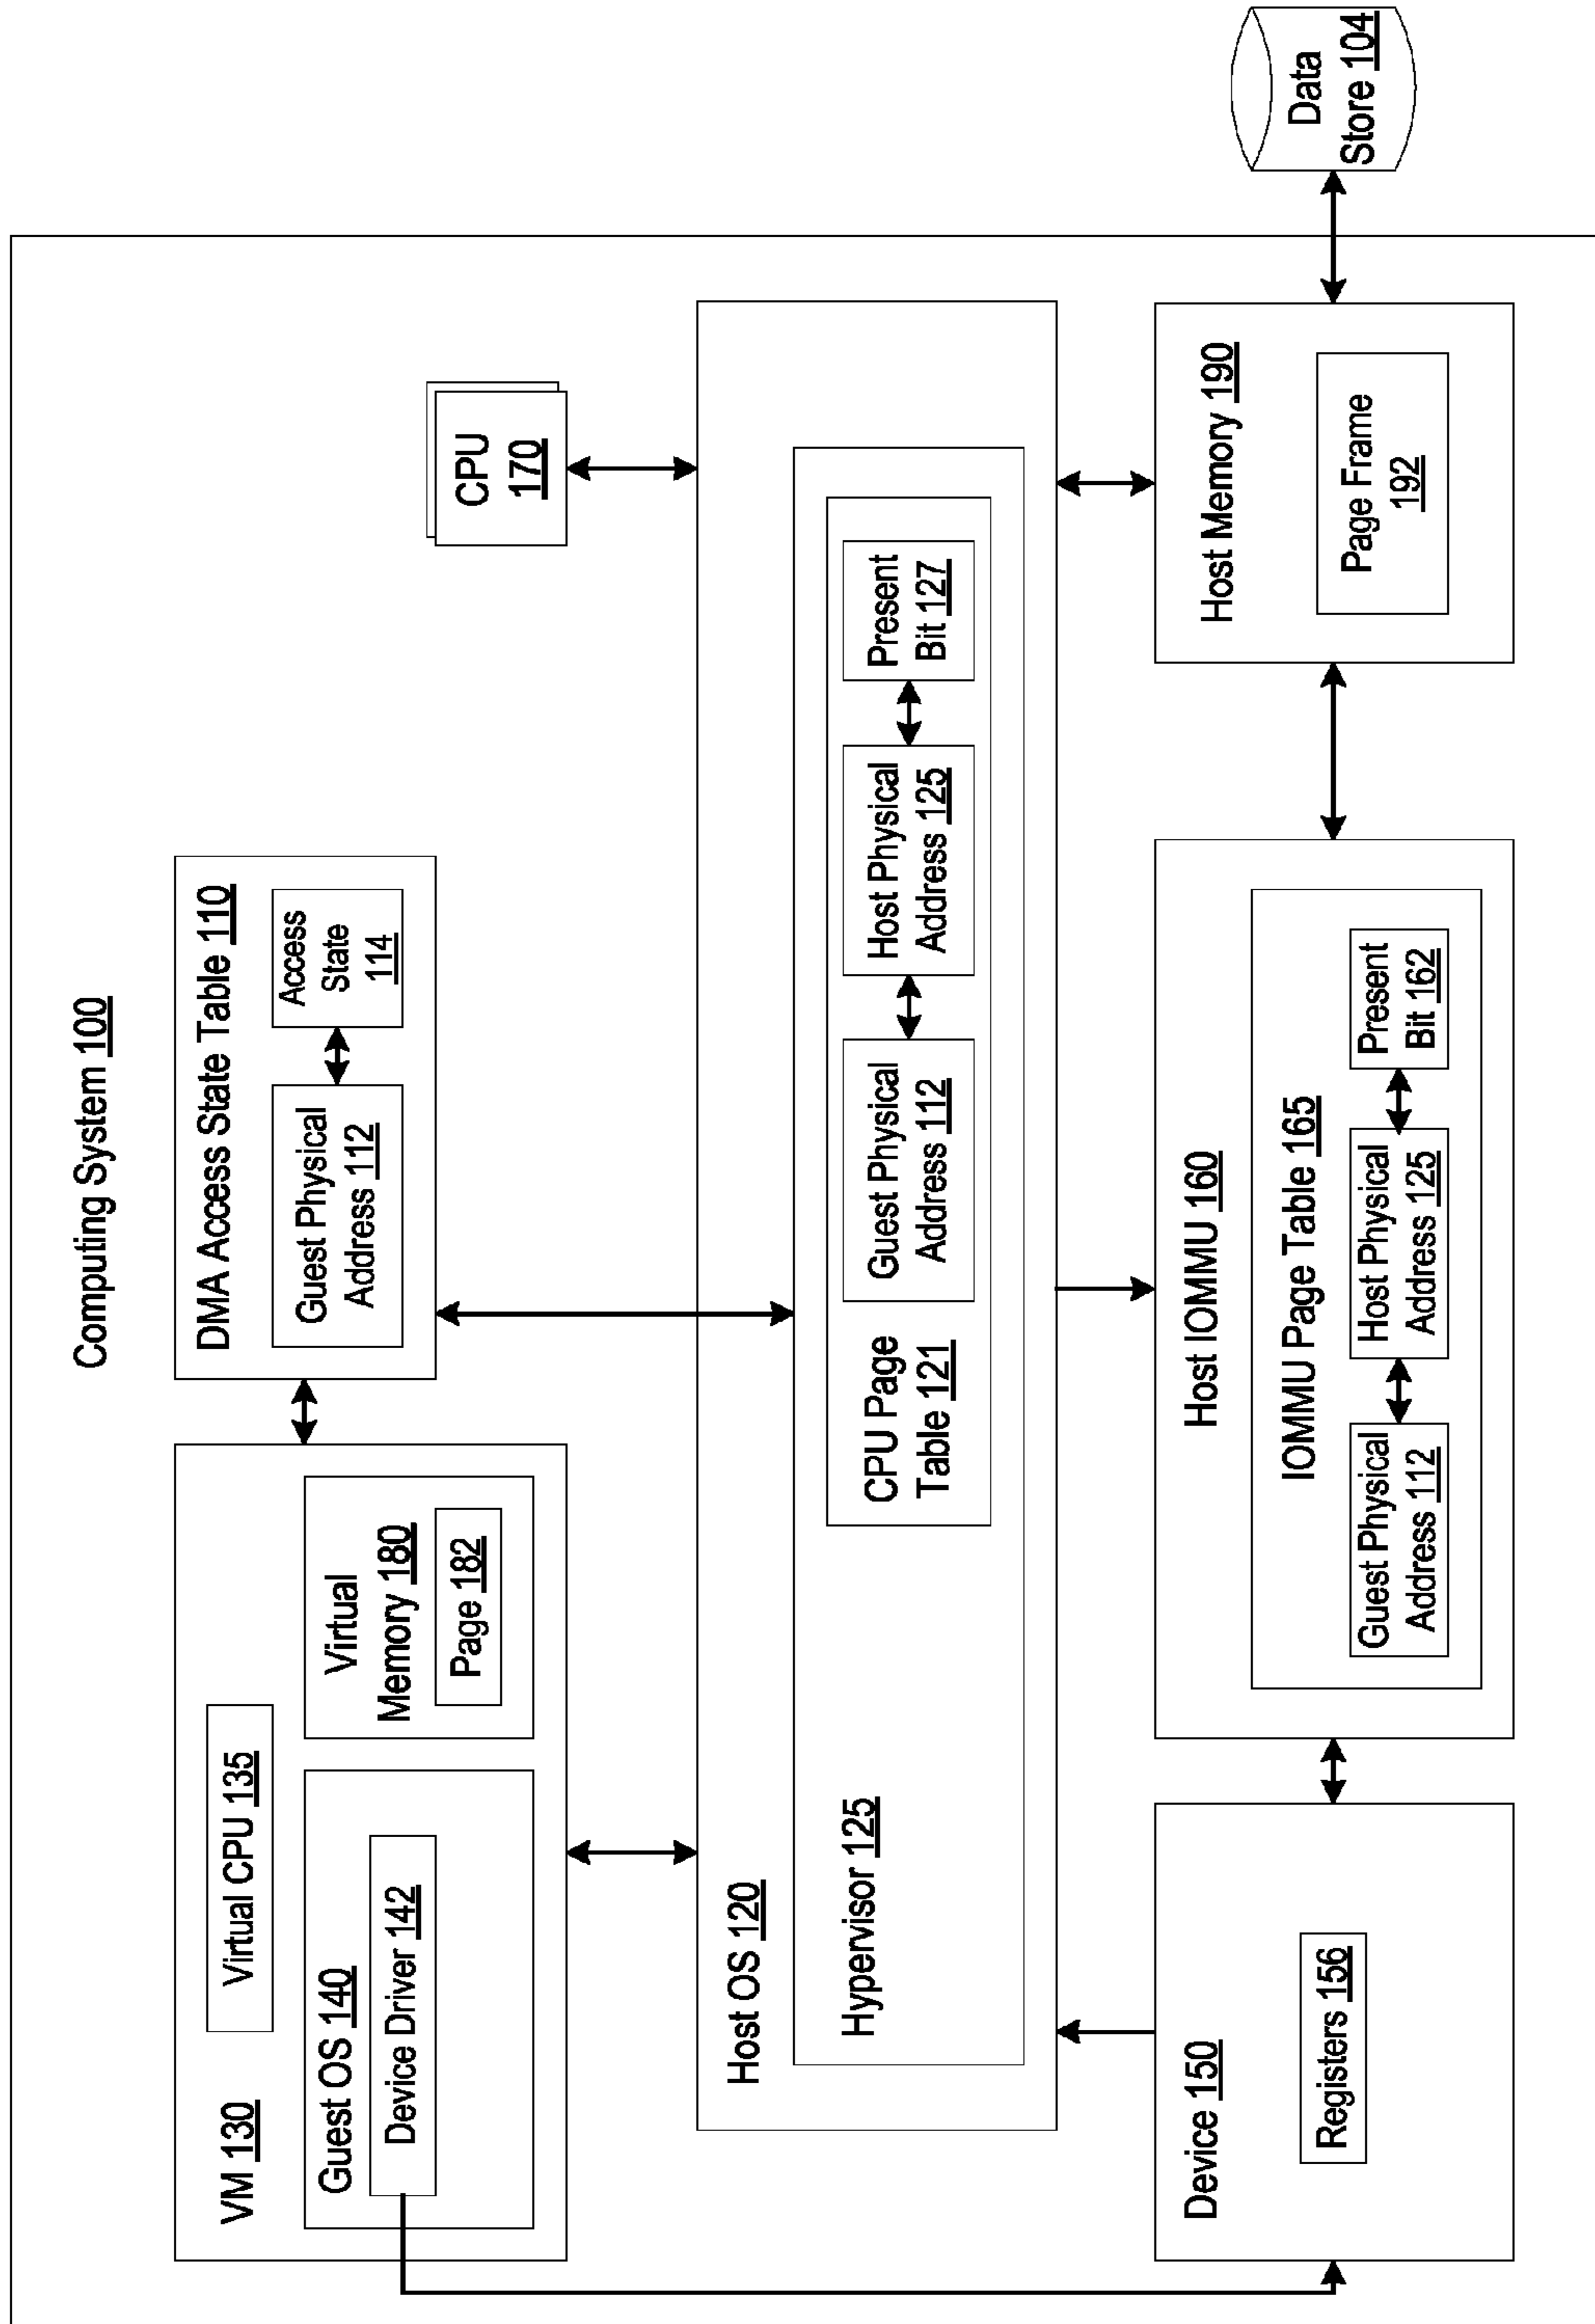 Computing System 100
VM 130
Virtual CPU 135
Guest OS 140
Device Driver 142
Virtual
Memory 180
Page 182
DMA Access State Table 110
Guest Physical
Address 112
Access
State
114
CPU
170
Host OS 120
Hypervisor 125
CPU Page
Table 121
Guest Physical
Address 112
Host Physical
Address 125
Present
Bit 127
Device 150
Registers 156
Host IOMMU 160
IOMMU Page Table 165
Guest Physical
Address 112
Host Physical
Address 125
Present
Bit 162
Host Memory 190
Page Frame
192
Data
Store 104